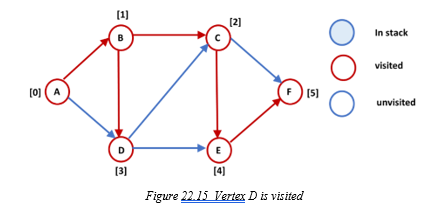 [1]
[2]
B
C
In stack
visited
[0]
A
F
[5]
unvisited
D
E
[3]
[4]
Figure 22.15 Vertex D is visited